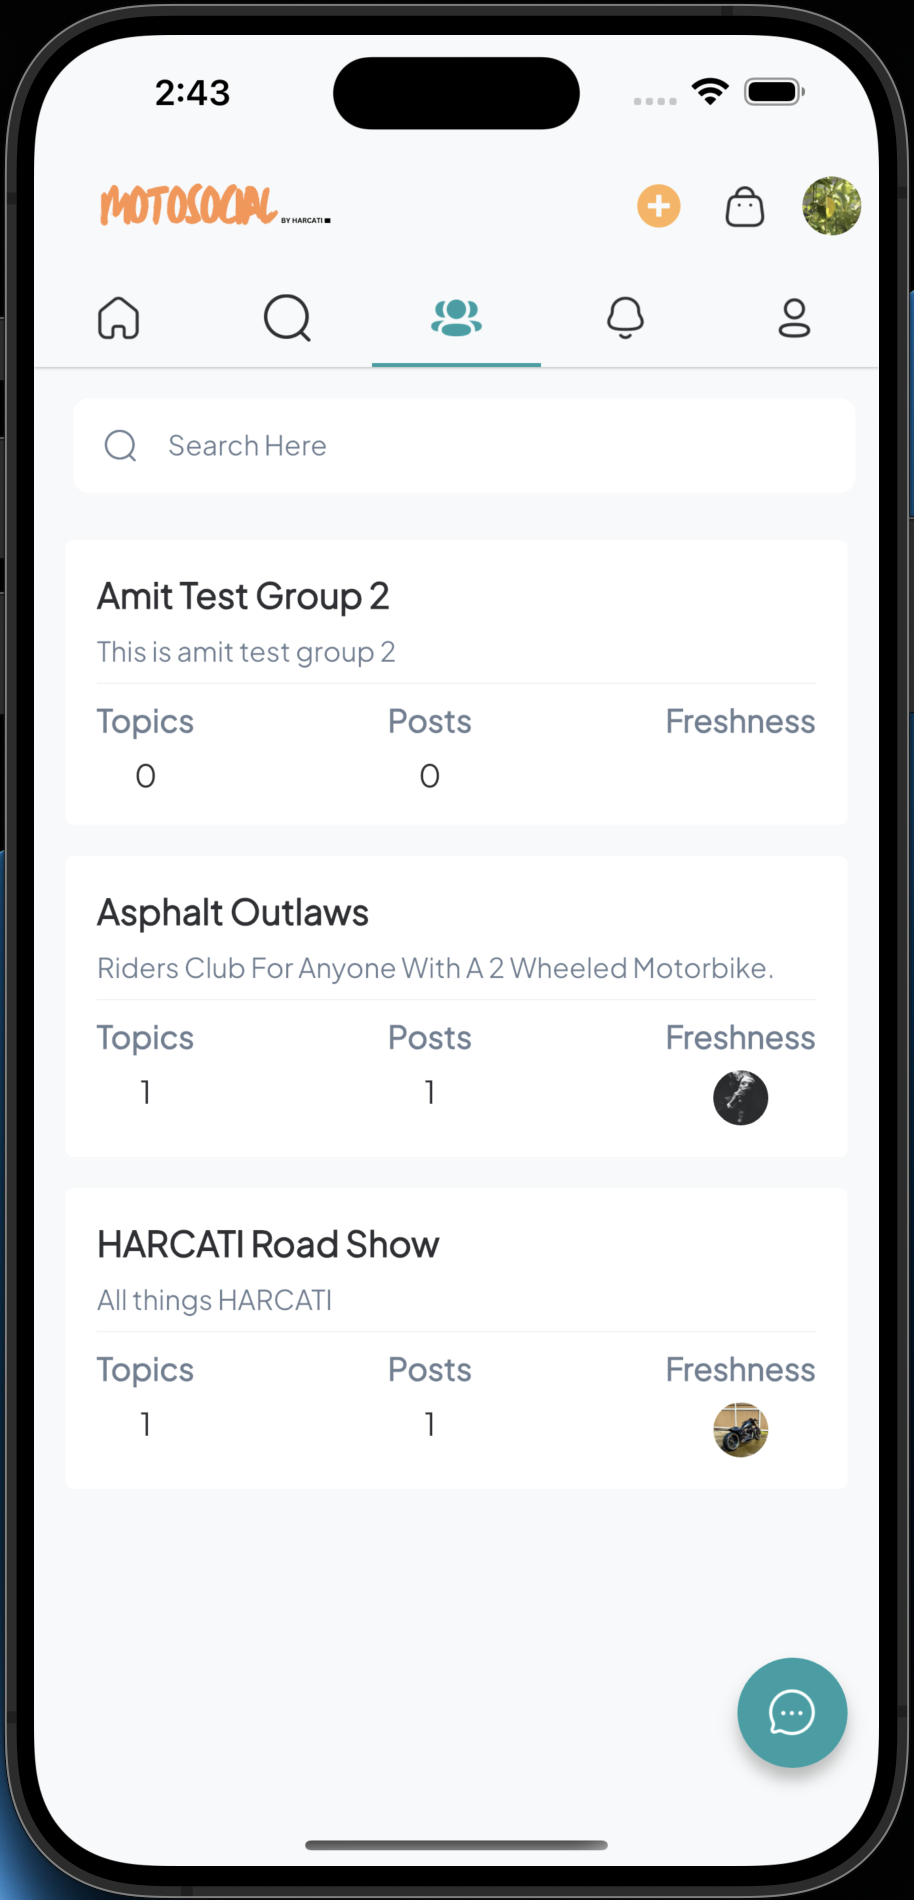 2:43
MOTOSOCIAL BY HARCATI
Search Here
Amit Test Group 2
This is amit test group 2
Topics Posts Freshness
0 0
Asphalt Outlaws
Riders Club For Anyone With A 2 Wheeled Motorbike.
Topics Posts Freshness
1 1
HARCATI Road Show
All things HARCATI
Topics Posts Freshness
1 1